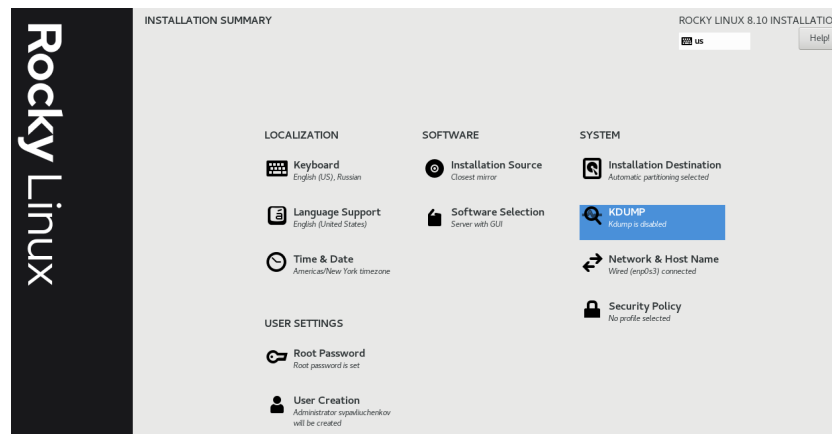 Rocky Linux
INSTALLATION SUMMARY
ROCKY LINUX 8.10 INSTALLATIO
us
Help!
LOCALIZATION
Keyboard
English (US), Russian
Language Support
English (United States)
Time & Date
Americas/New York timezone
USER SETTINGS
Root Password
Root password is set
User Creation
Administrator svpavliuchenkov
will be created
SOFTWARE
Installation Source
Closest mirror
Software Selection
Server with GUI
SYSTEM
Installation Destination
Automatic partitioning selected
KDUMP
Kdump is disabled
Network & Host Name
Wired (enp0s3) connected
Security Policy
No profile selected